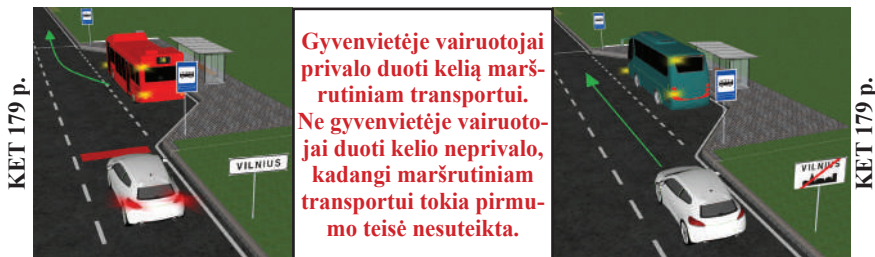 KET 179 p.
VILNIUS
Gyvenvietėje vairuotojai
privalo duoti kelią marš-
rutiniam transportui.
Ne gyvenvietėje vairuoto-
jai duoti kelio neprivalo,
kadangi maršrutiniam
transportui tokia pirmu-
mo teisė nesuteikta.
VILNIUS
KET 179 p.